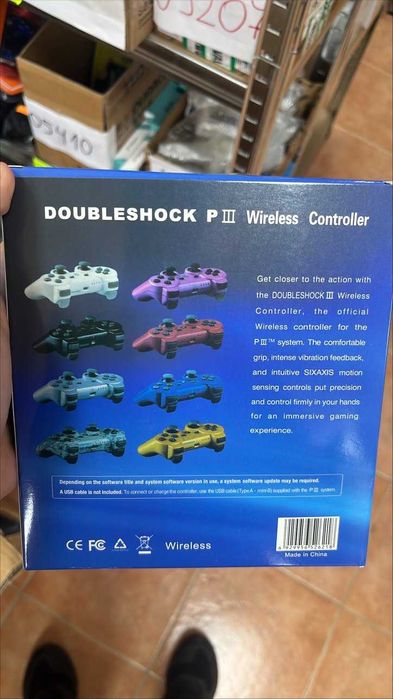 05410
DOUBLESHOCK P III Wireless Controller
Get closer to the action with
the DOUBLESHOCK III Wireless
Controller, the official
Wireless controller for the
P III™ system. The comfortable
grip, intense vibration feedback,
and intuitive SIXAXIS motion
sensing controls put precision
and control firmly in your hands
for an immersive gaming
experience.
Depending on the software title and system software version in use, a system software update may be required.
A USB cable is not included. To connect or charge the controller, use the USB cable (Type A - mini-B) supplied with the P III system.
CE FC Wireless
Made in China